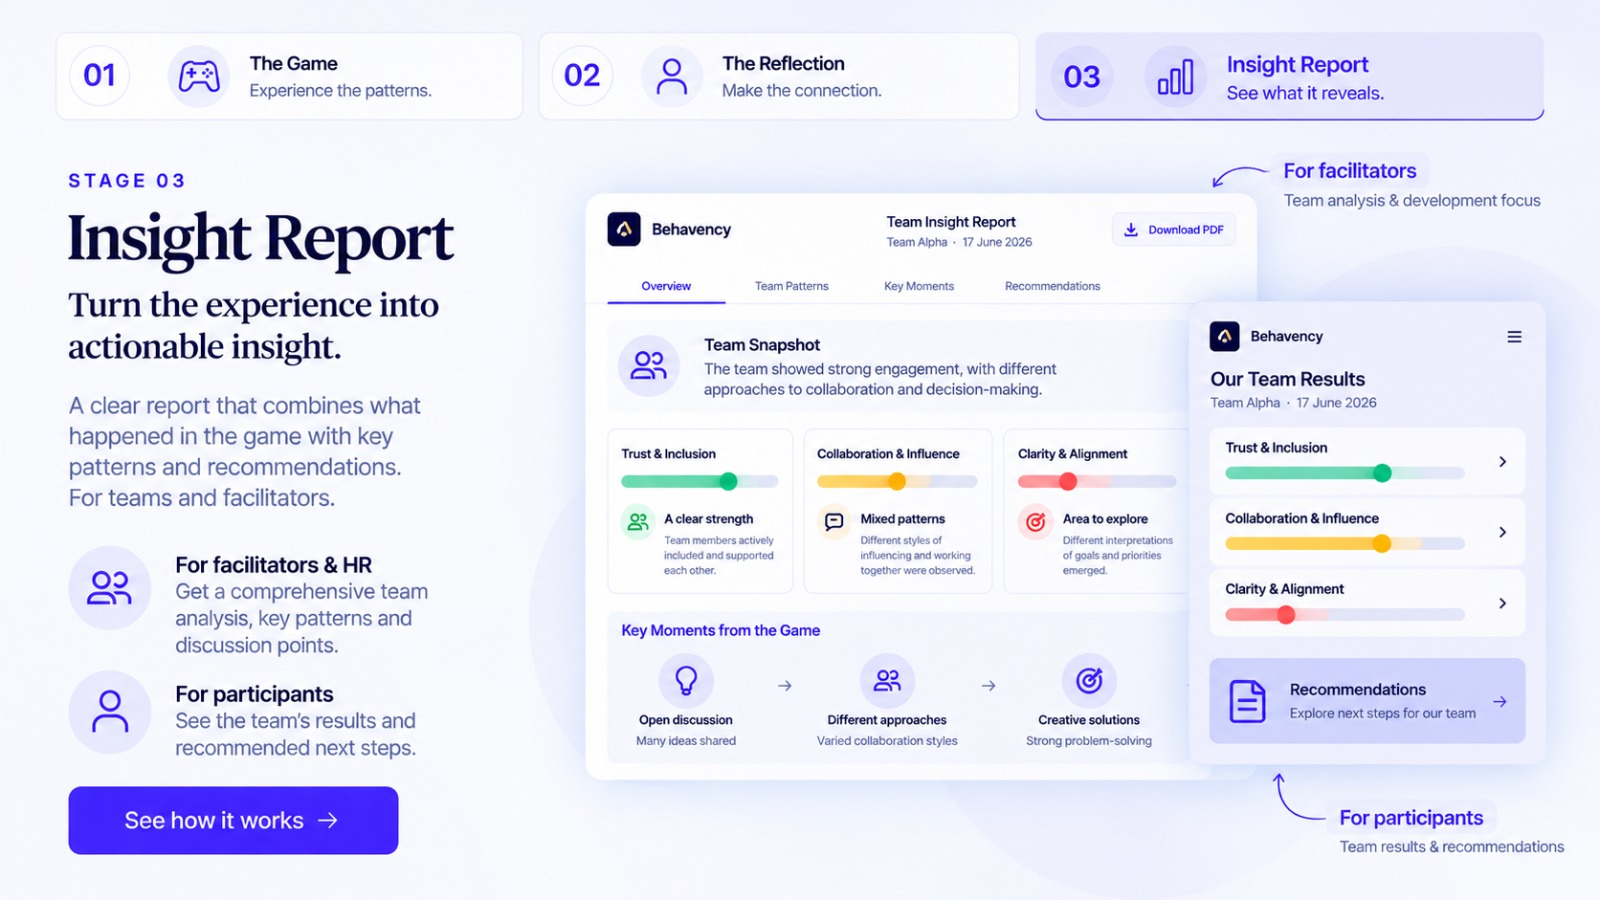 01
The Game
Experience the patterns.
02
The Reflection
Make the connection.
03
Insight Report
See what it reveals.
STAGE 03
Insight Report
Turn the experience into
actionable insight.
A clear report that combines what
happened in the game with key
patterns and recommendations.
For teams and facilitators.
For facilitators & HR
Get a comprehensive team
analysis, key patterns and
discussion points.
For participants
See the team's results and
recommended next steps.
See how it works →
For facilitators
Team analysis & development focus
Behavency
Team Insight Report
Team Alpha · 17 June 2026
Download PDF
Overview
Team Patterns
Key Moments
Recommendations
Team Snapshot
The team showed strong engagement, with different
approaches to collaboration and decision-making.
Trust & Inclusion
A clear strength
Team members actively
included and supported
each other.
Collaboration & Influence
Mixed patterns
Different styles of
influencing and working
together were observed.
Clarity & Alignment
Area to explore
Different interpretations
of goals and priorities
emerged.
Key Moments from the Game
Open discussion
Many ideas shared
→
Different approaches
Varied collaboration styles
→
Creative solutions
Strong problem-solving
Behavency
Our Team Results
Team Alpha · 17 June 2026
Trust & Inclusion
Collaboration & Influence
Clarity & Alignment
Recommendations
Explore next steps for our team
→
For participants
Team results & recommendations